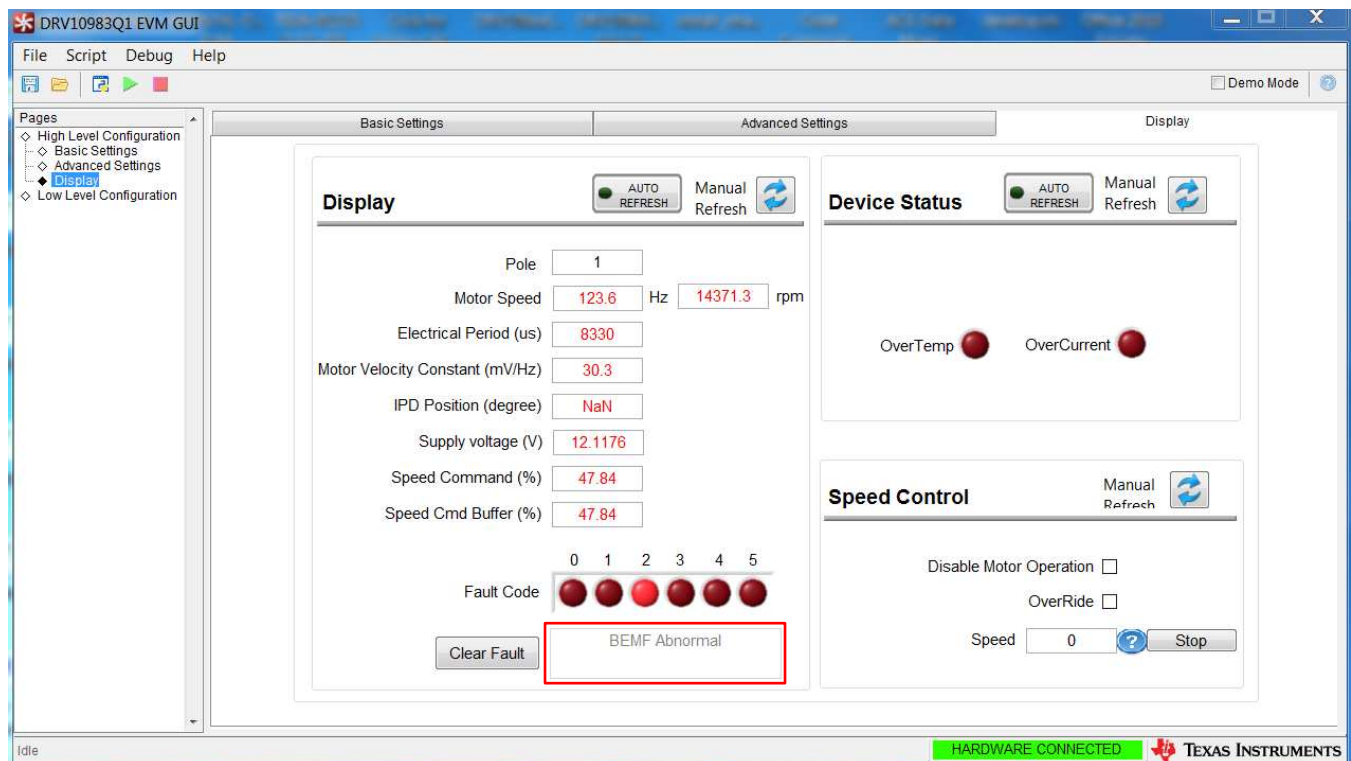 DRV10983Q1 EVM GUI
File Script Debug Help
Demo Mode
Pages
High Level Configuration
Basic Settings
Advanced Settings
Display
Low Level Configuration
Basic Settings
Advanced Settings
Display
Display
AUTO
REFRESH
Manual
Refresh
Pole 1
Motor Speed 123.6 Hz 14371.3 rpm
Electrical Period (us) 8330
Motor Velocity Constant (mV/Hz) 30.3
IPD Position (degree) NaN
Supply voltage (V) 12.1176
Speed Command (%) 47.84
Speed Cmd Buffer (%) 47.84
0 1 2 3 4 5
Fault Code
Clear Fault
BEMF Abnormal
Device Status
AUTO
REFRESH
Manual
Refresh
OverTemp OverCurrent
Speed Control
Manual
Refresh
Disable Motor Operation
OverRide
Speed 0 ? Stop
Idle
HARDWARE CONNECTED
TEXAS INSTRUMENTS